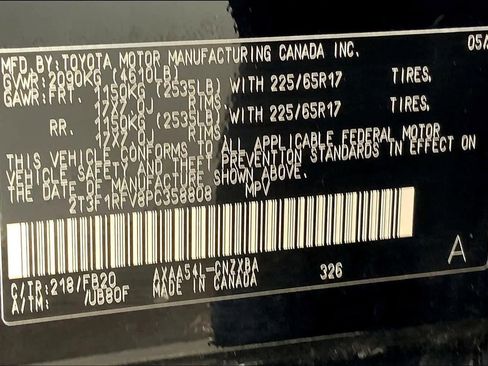 MFD.BY:TOYOTA MOTOR MANUFACTURING CANADA INC. 05/
GVWR:2090KG (4610LB)
GAWR:FRT. 1150KG (2535LB) WITH 225/65R17 TIRES,
17X7.0J RIMS,
RR. 1150KG (2535LB) WITH 225/65R17 TIRES,
17X7.0J RIMS,
THIS VEHICLE CONFORMS TO ALL APPLICABLE FEDERAL MOTOR
VEHICLE SAFETY AND THEFT PREVENTION STANDARDS IN EFFECT ON
THE DATE OF MANUFACTURE SHOWN ABOVE.
2T3F1RFV8PC358808 MPV
C/TR:218/FB20 AXAA54L-CNZXBA 326 A
A/TM: /UB80F MADE IN CANADA